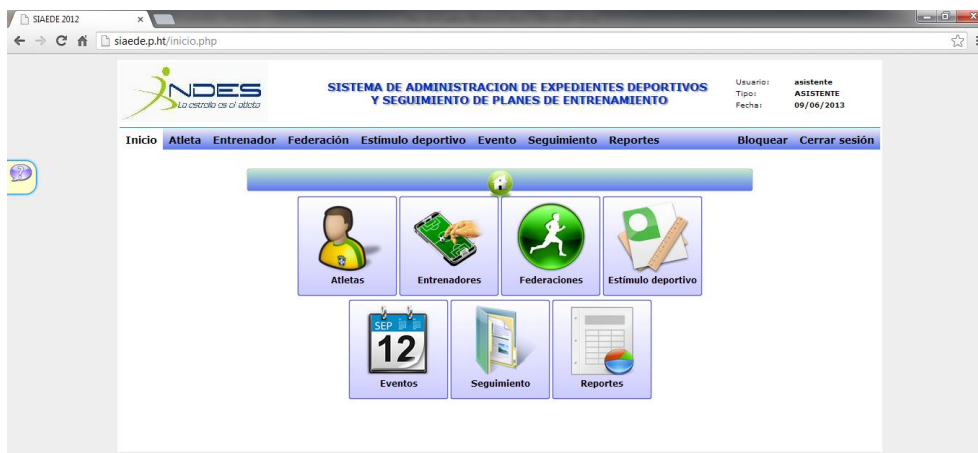 SIAEDE 2012
siaede.p.ht/inicio.php
INDES
La estrella es el atleta
SISTEMA DE ADMINISTRACION DE EXPEDIENTES DEPORTIVOS
Y SEGUIMIENTO DE PLANES DE ENTRENAMIENTO
Usuario: asistente
Tipo: ASISTENTE
Fecha: 09/06/2013
Inicio Atleta Entrenador Federación Estímulo deportivo Evento Seguimiento Reportes Bloquear Cerrar sesión
Atletas Entrenadores Federaciones Estímulo deportivo
SEP
12
Eventos Seguimiento Reportes